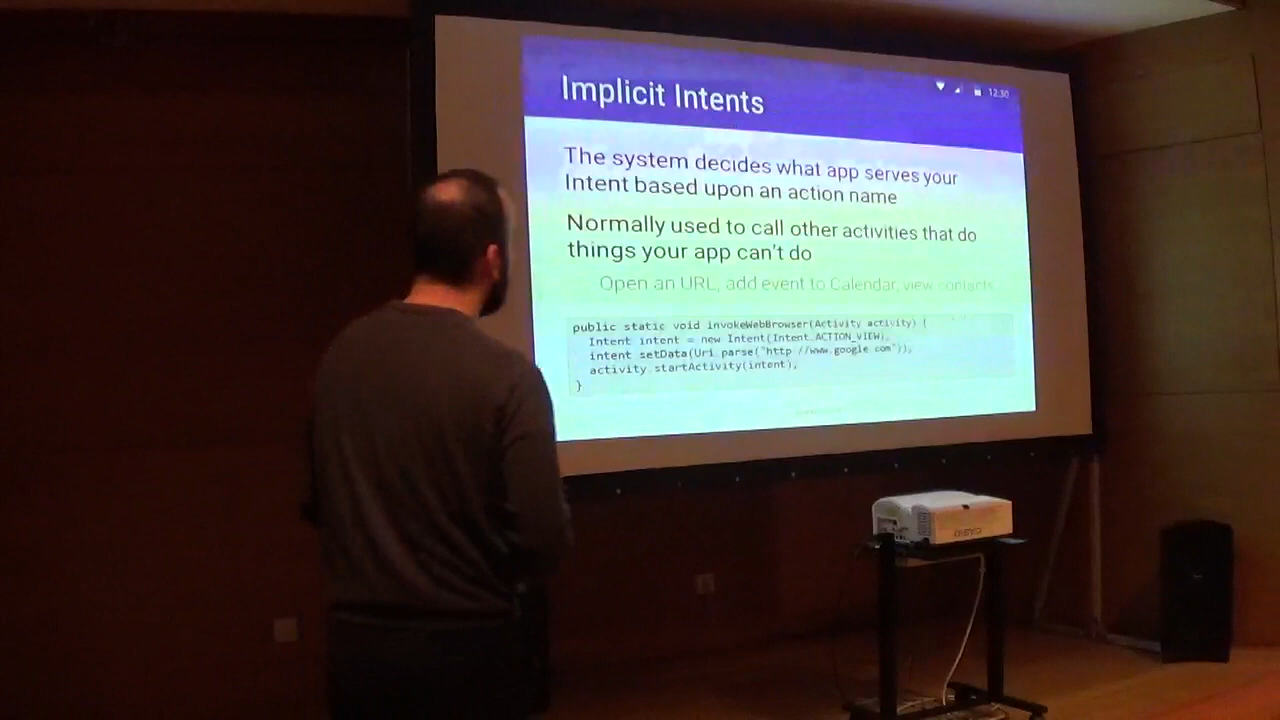 Implicit Intents
12:30
The system decides what app serves your
Intent based upon an action name
Normally used to call other activities that do
things your app can't do
Open an URL, add event to Calendar, view contacts
public static void invokeWebBrowser(Activity activity) {
Intent intent = new Intent(Intent.ACTION_VIEW);
intent.setData(Uri.parse("http://www.google.com"));
activity.startActivity(intent);
}
CASIO